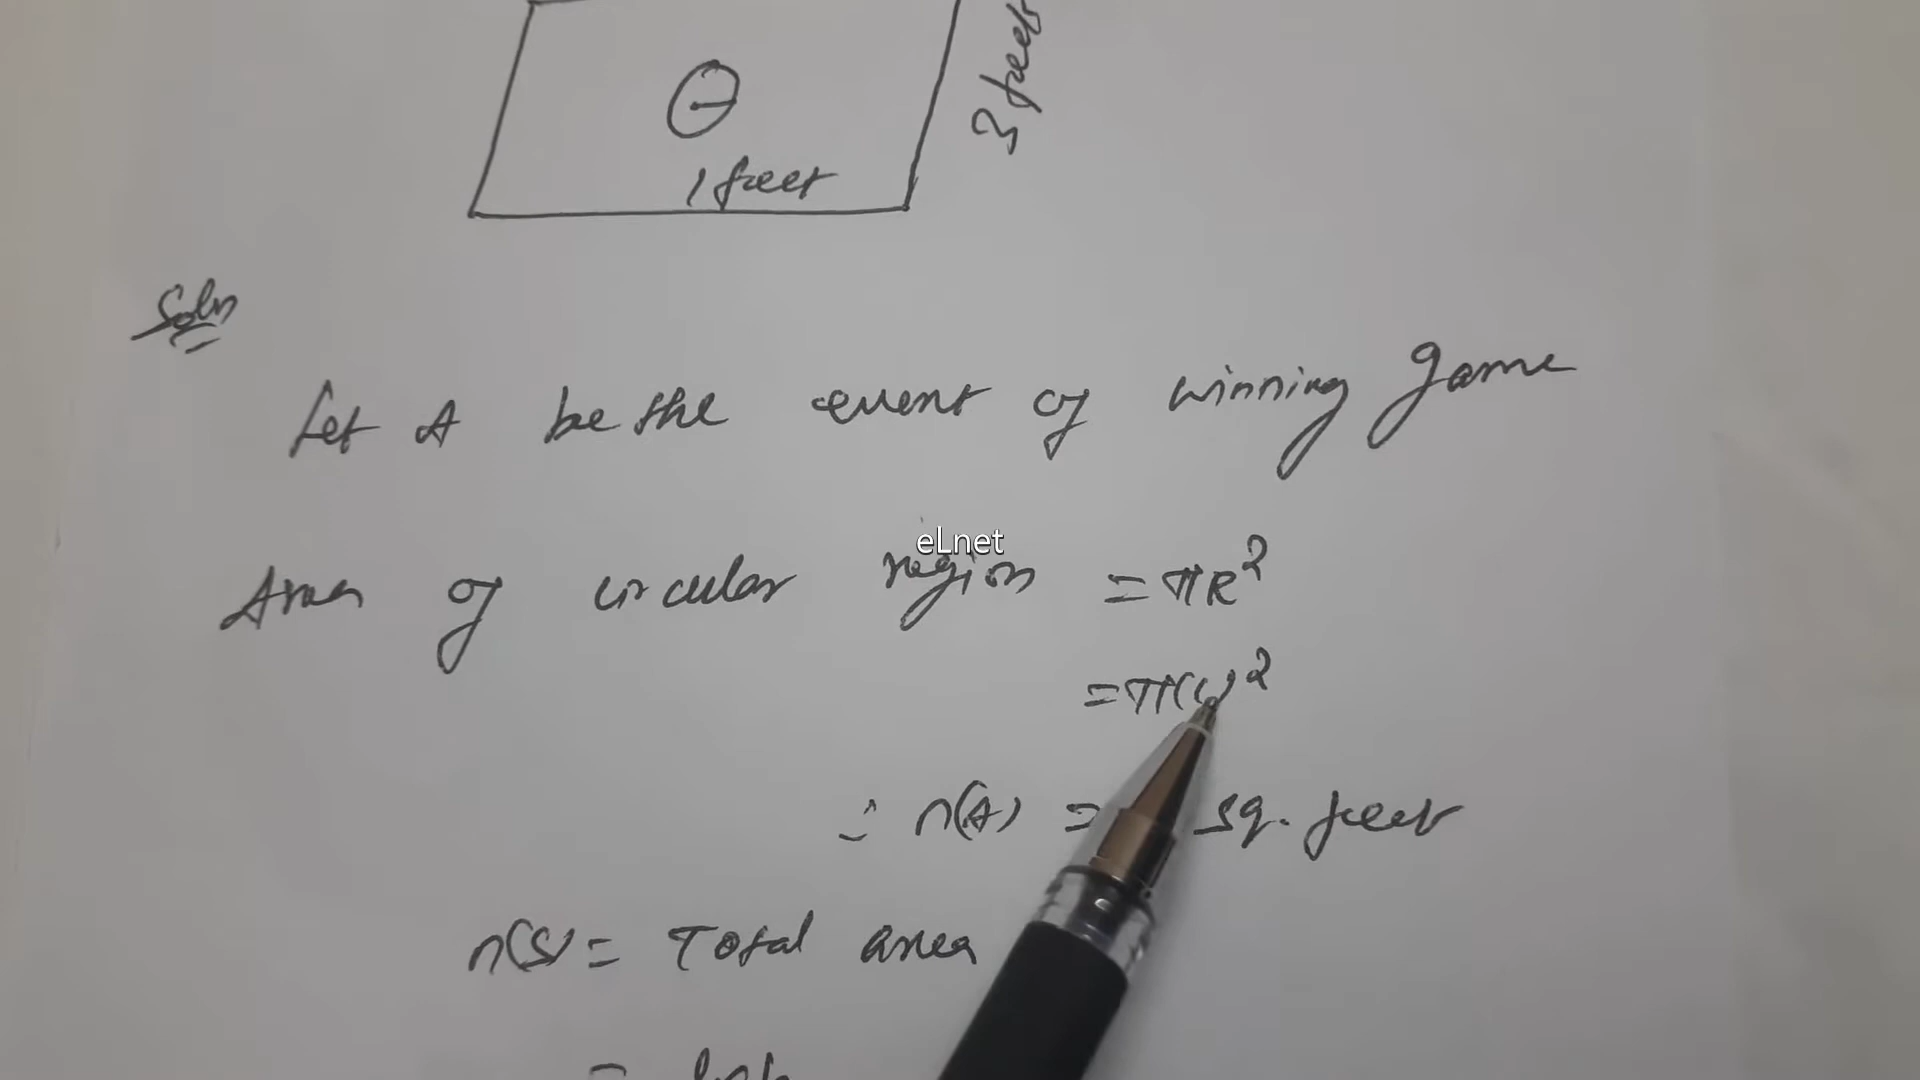 3 feet
1 feet
Soln
Let A be the event of winning game
eLnet
Area of circular region = πR²
= π(1)²
∴ n(A) = sq. feet
n(S) = Total area
=